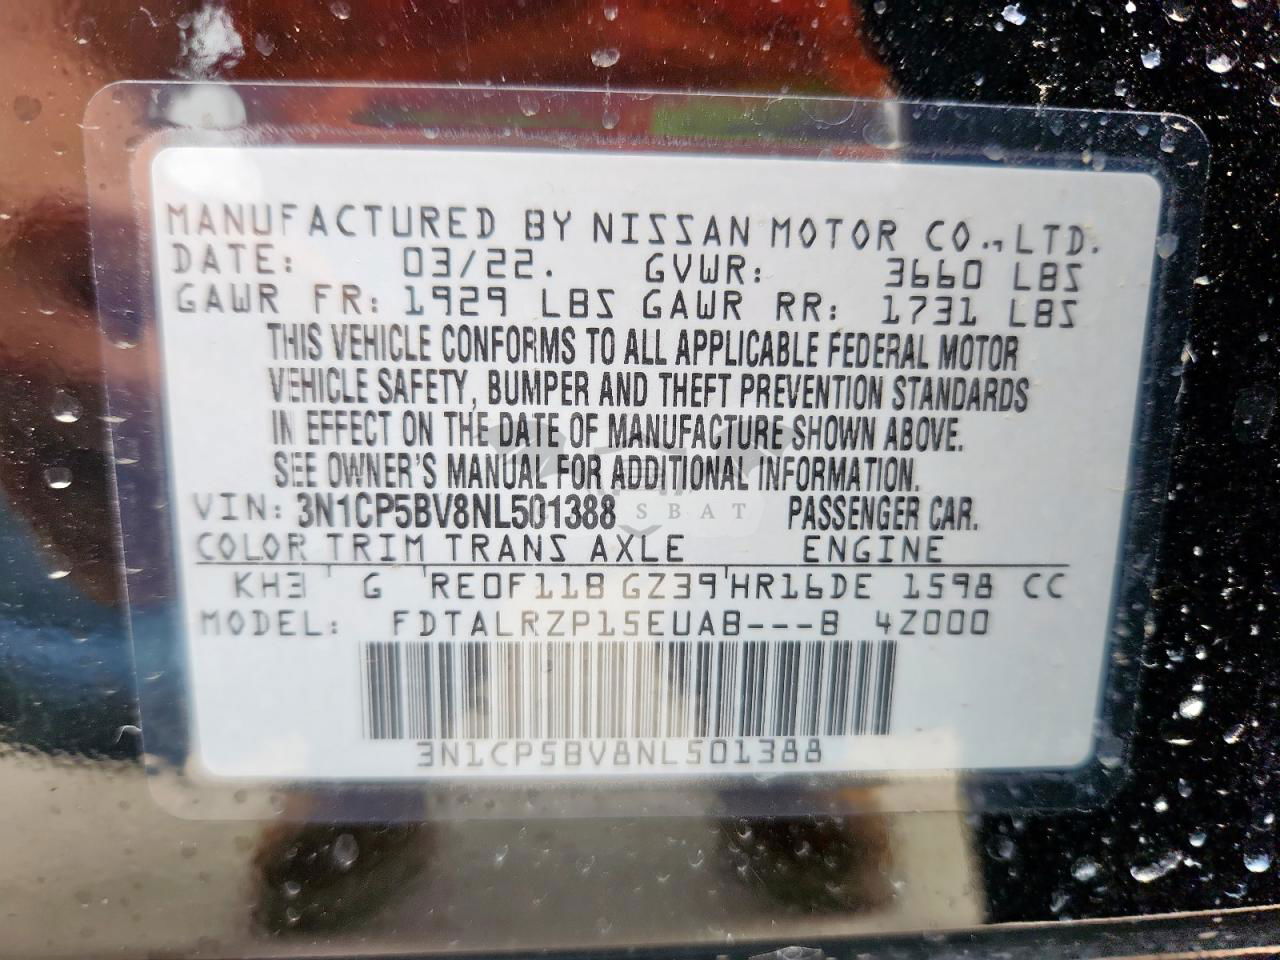 MANUFACTURED BY NISSAN MOTOR CO., LTD.
DATE: 03/22. GVWR: 3660 LBS
GAWR FR: 1929 LBS GAWR RR: 1731 LBS
THIS VEHICLE CONFORMS TO ALL APPLICABLE FEDERAL MOTOR
VEHICLE SAFETY, BUMPER AND THEFT PREVENTION STANDARDS
IN EFFECT ON THE DATE OF MANUFACTURE SHOWN ABOVE.
SEE OWNER'S MANUAL FOR ADDITIONAL INFORMATION.
VIN: 3N1CP5BV8NL501388 PASSENGER CAR.
COLOR TRIM TRANS AXLE ENGINE
KH3 G RE0F11B GZ39 HR16DE 1598 CC
MODEL: FDTALRZP15EUAB---B 4Z000
3N1CP5BV8NL501388